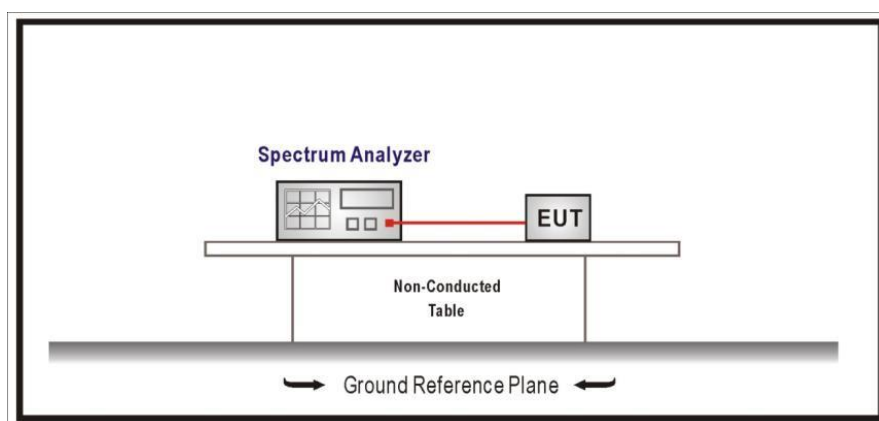 Spectrum Analyzer
EUT
Non-Conducted
Table
Ground Reference Plane